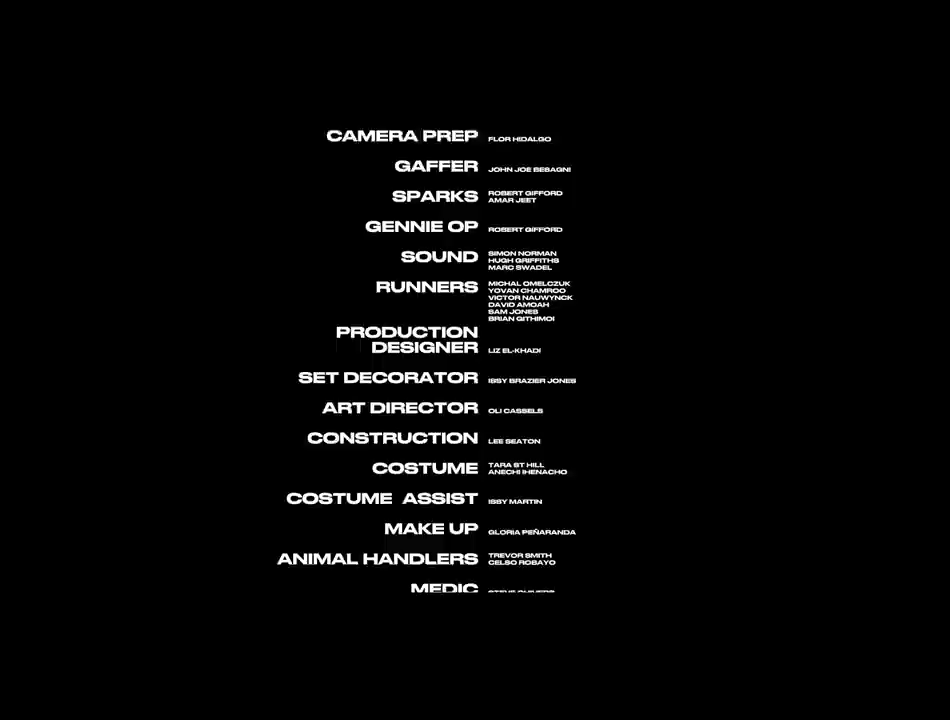 CAMERA PREP FLOR HIDALGO
GAFFER JOHN JOE BEBAGNI
SPARKS ROBERT GIFFORD
AMAR JEET
GENNIE OP ROBERT GIFFORD
SOUND SIMON NORMAN
HUGH GRIFFITHS
MARC SWADEL
RUNNERS MICHAL OMELCZUK
YOVAN CHAMROO
VICTOR NAUWYNCK
DAVID AMOAH
SAM JONES
BRIAN GITHIMOI
PRODUCTION
DESIGNER LIZ EL-KHADI
SET DECORATOR ISSY BRAZIER JONES
ART DIRECTOR OLI CASSELS
CONSTRUCTION LEE SEATON
COSTUME TARA ST HILL
ANECHI IHENACHO
COSTUME ASSIST ISSY MARTIN
MAKE UP GLORIA PEÑARANDA
ANIMAL HANDLERS TREVOR SMITH
CELSO ROBAYO
MEDIC